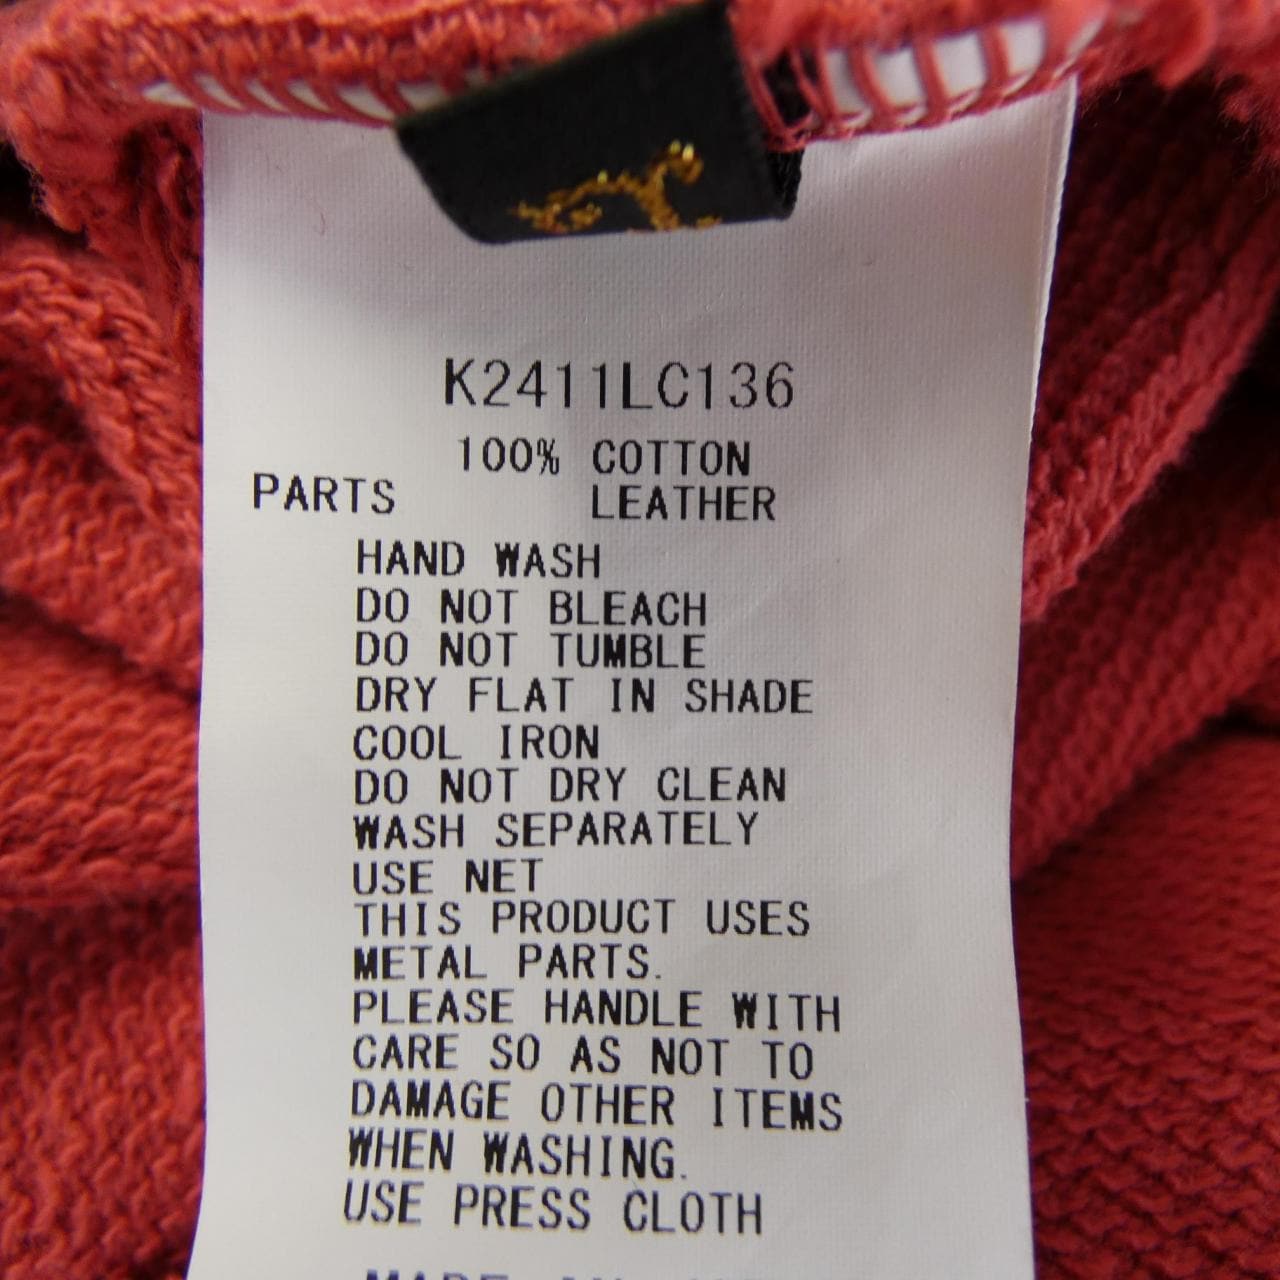 K2411LC136
100% COTTON
PARTS LEATHER
HAND WASH
DO NOT BLEACH
DO NOT TUMBLE
DRY FLAT IN SHADE
COOL IRON
DO NOT DRY CLEAN
WASH SEPARATELY
USE NET
THIS PRODUCT USES
METAL PARTS.
PLEASE HANDLE WITH
CARE SO AS NOT TO
DAMAGE OTHER ITEMS
WHEN WASHING.
USE PRESS CLOTH